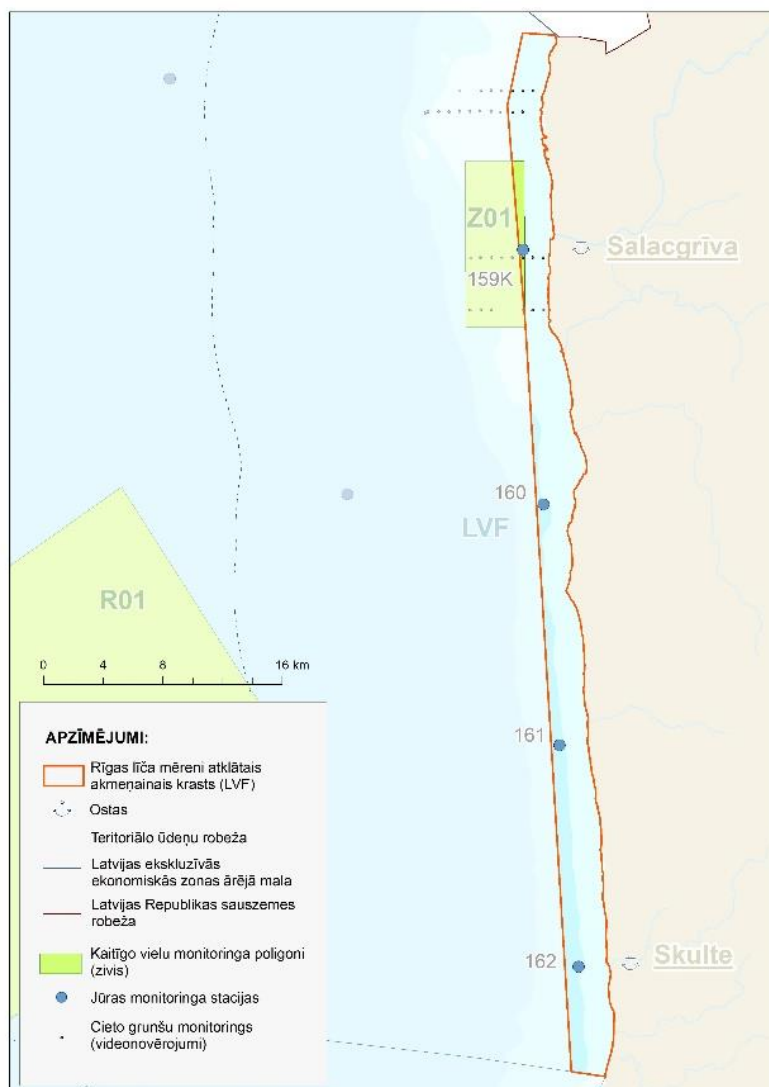 Z01
Salacgrīva
159K
160
LVF
R01
0 4 8 16 km
161
162
Skulte
APZĪMĒJUMI:
Rīgas līča mēreni atklātais
akmeņainais krasts (LVF)
Ostas
Teritoriālo ūdeņu robeža
Latvijas ekskluzīvās
ekonomiskās zonas ārējā mala
Latvijas Republikas sauszemes
robeža
Kaitīgo vielu monitoringa poligoni
(zivis)
Jūras monitoringa stacijas
Cieto grunšu monitorings
(videonovērojumi)